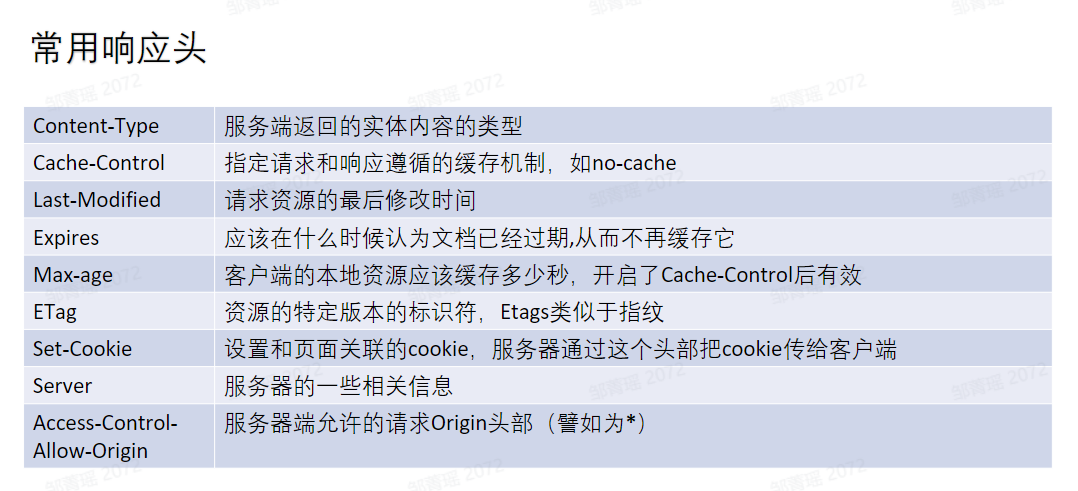 常用响应头
Content-Type 服务端返回的实体内容的类型
Cache-Control 指定请求和响应遵循的缓存机制，如no-cache
Last-Modified 请求资源的最后修改时间
Expires 应该在什么时候认为文档已经过期,从而不再缓存它
Max-age 客户端的本地资源应该缓存多少秒，开启了Cache-Control后有效
ETag 资源的特定版本的标识符，Etags类似于指纹
Set-Cookie 设置和页面关联的cookie，服务器通过这个头部把cookie传给客户端
Server 服务器的一些相关信息
Access-Control- 服务器端允许的请求Origin头部（譬如为*）
Allow-Origin
邹菁瑶 2072